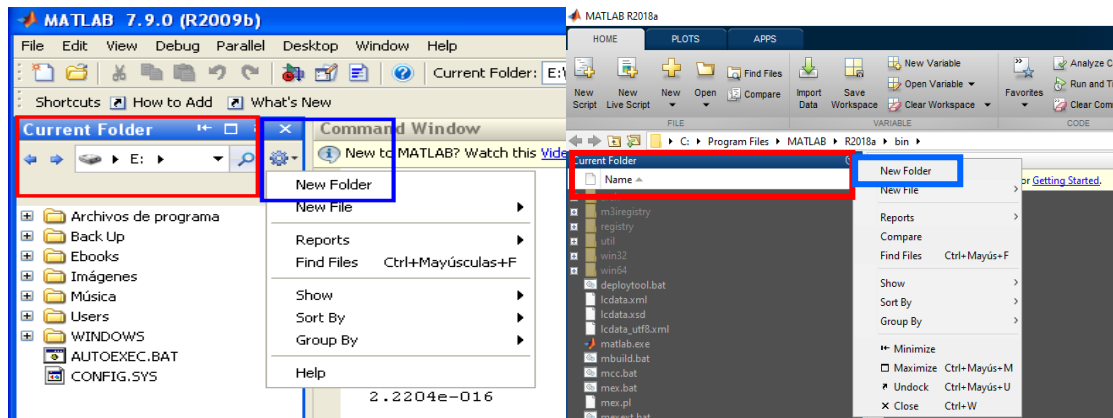 MATLAB 7.9.0 (R2009b)
File Edit View Debug Parallel Desktop Window Help
Current Folder: E:\
Shortcuts How to Add What's New
Current Folder
E:
Archivos de programa
Back Up
Ebooks
Imágenes
Música
Users
WINDOWS
AUTOEXEC.BAT
CONFIG.SYS
Command Window
New to MATLAB? Watch this Vide
New Folder
New File
Reports
Find Files Ctrl+Mayúsculas+F
Show
Sort By
Group By
Help
2.2204e-016
MATLAB R2018a
HOME PLOTS APPS
New Script
New Live Script
New
Open
Find Files
Compare
Import Data
Save Workspace
New Variable
Open Variable
Clear Workspace
Favorites
Analyze C
Run and Ti
Clear Com
FILE VARIABLE CODE
C: Program Files MATLAB R2018a bin
Current Folder
Name
m3iregistry
registry
util
win32
win64
deploytool.bat
lcdata.xml
lcdata.xsd
lcdata_utf8.xml
matlab.exe
mbuild.bat
mcc.bat
mex.bat
mex.pl
mexext.bat
or Getting Started.
New Folder
New File
Reports
Compare
Find Files Ctrl+Mayús+F
Show
Sort By
Group By
Minimize
Maximize Ctrl+Mayús+M
Undock Ctrl+Mayús+U
Close Ctrl+W